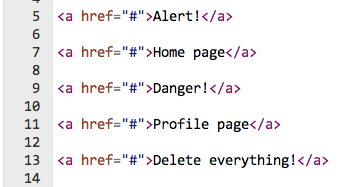 5 <a href="#">Alert!</a>
6
7 <a href="#">Home page</a>
8
9 <a href="#">Danger!</a>
10
11 <a href="#">Profile page</a>
12
13 <a href="#">Delete everything!</a>
14